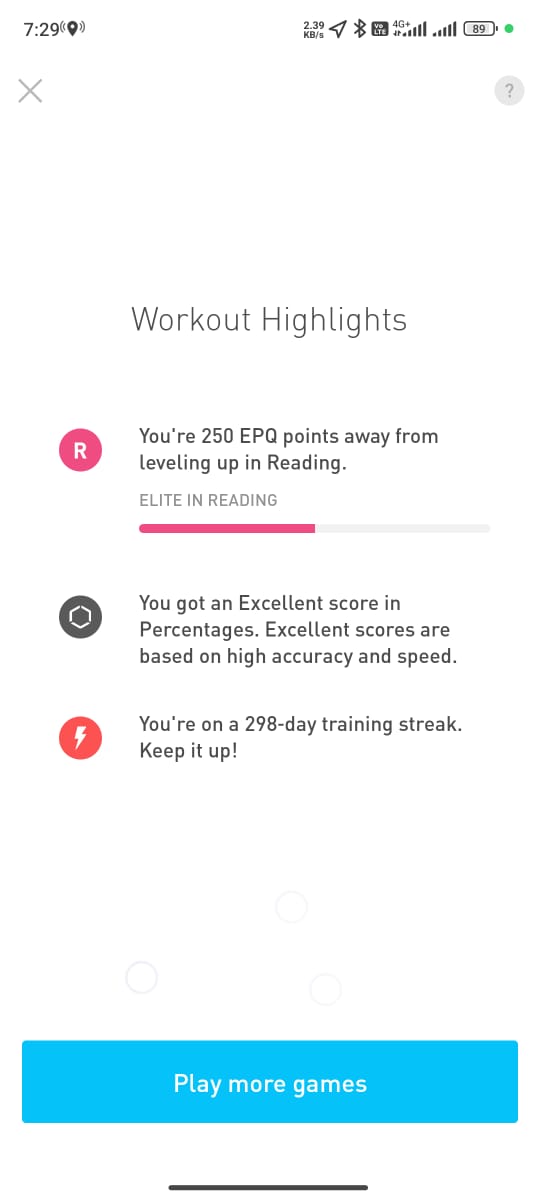 7:29
2.39
KB/s
Vo
LTE
4G+
89
?
Workout Highlights
R
You're 250 EPQ points away from
leveling up in Reading.
ELITE IN READING
You got an Excellent score in
Percentages. Excellent scores are
based on high accuracy and speed.
You're on a 298-day training streak.
Keep it up!
Play more games